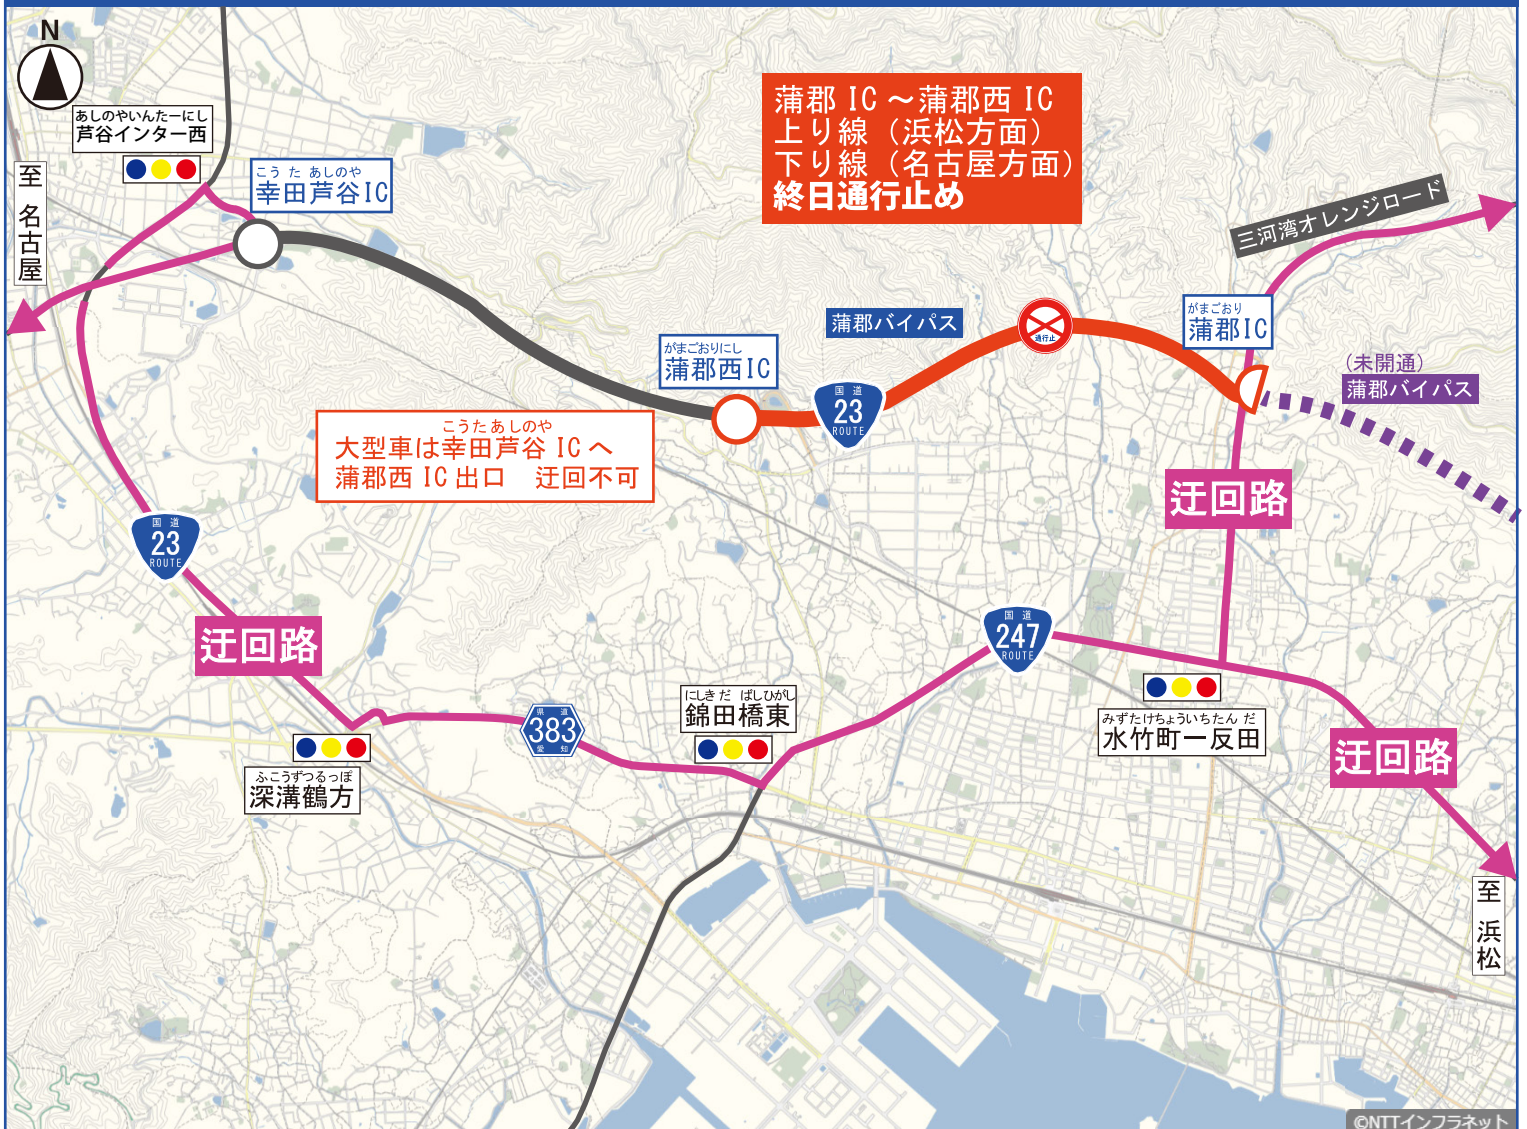 N
あしのやいんたーにし
芦谷インター西
至 名古屋
こう た あしのや
幸田芦谷IC
蒲郡 IC ～蒲郡西 IC
上り線（浜松方面）
下り線（名古屋方面）
終日通行止め
三河湾オレンジロード
がまごおり
蒲郡IC
蒲郡バイパス
通行止
がまごおりにし
蒲郡西IC
(未開通)
蒲郡バイパス
国道
23
ROUTE
こうた あしのや
大型車は幸田芦谷 IC へ
蒲郡西 IC 出口　迂回不可
迂回路
国道
23
ROUTE
迂回路
国道
247
ROUTE
にしきだ ばしひがし
錦田橋東
県道
383
愛知
みずたけちょういちたん だ
水竹町一反田
迂回路
ふこうずつるっぽ
深溝鶴方
至 浜松
©NTTインフラネット